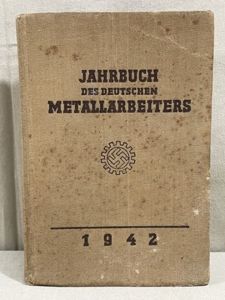 JAHRBUCH
DES DEUTSCHEN
METALLARBEITERS
1942